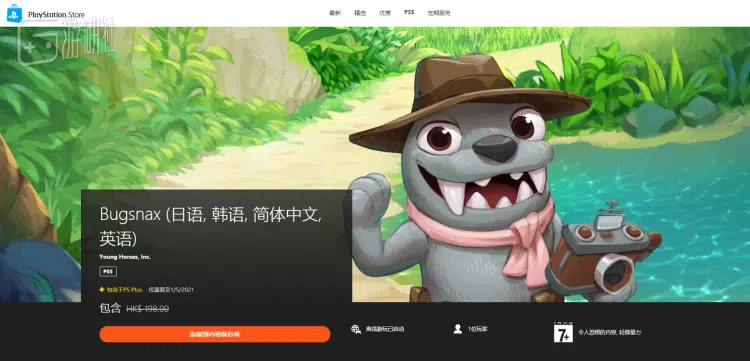 PlayStation Store
最新
精选
优惠
PS5
定期服务
游研社
Bugsnax (日语, 韩语, 简体中文,
英语)
Young Horses, Inc.
PS5
包含于PS Plus 优惠截至1/5/2021
包含 HK$ 198.00
添加到内容保存库
离线游玩已启动
1位玩家
7+
令人恐惧的内容, 轻微暴力